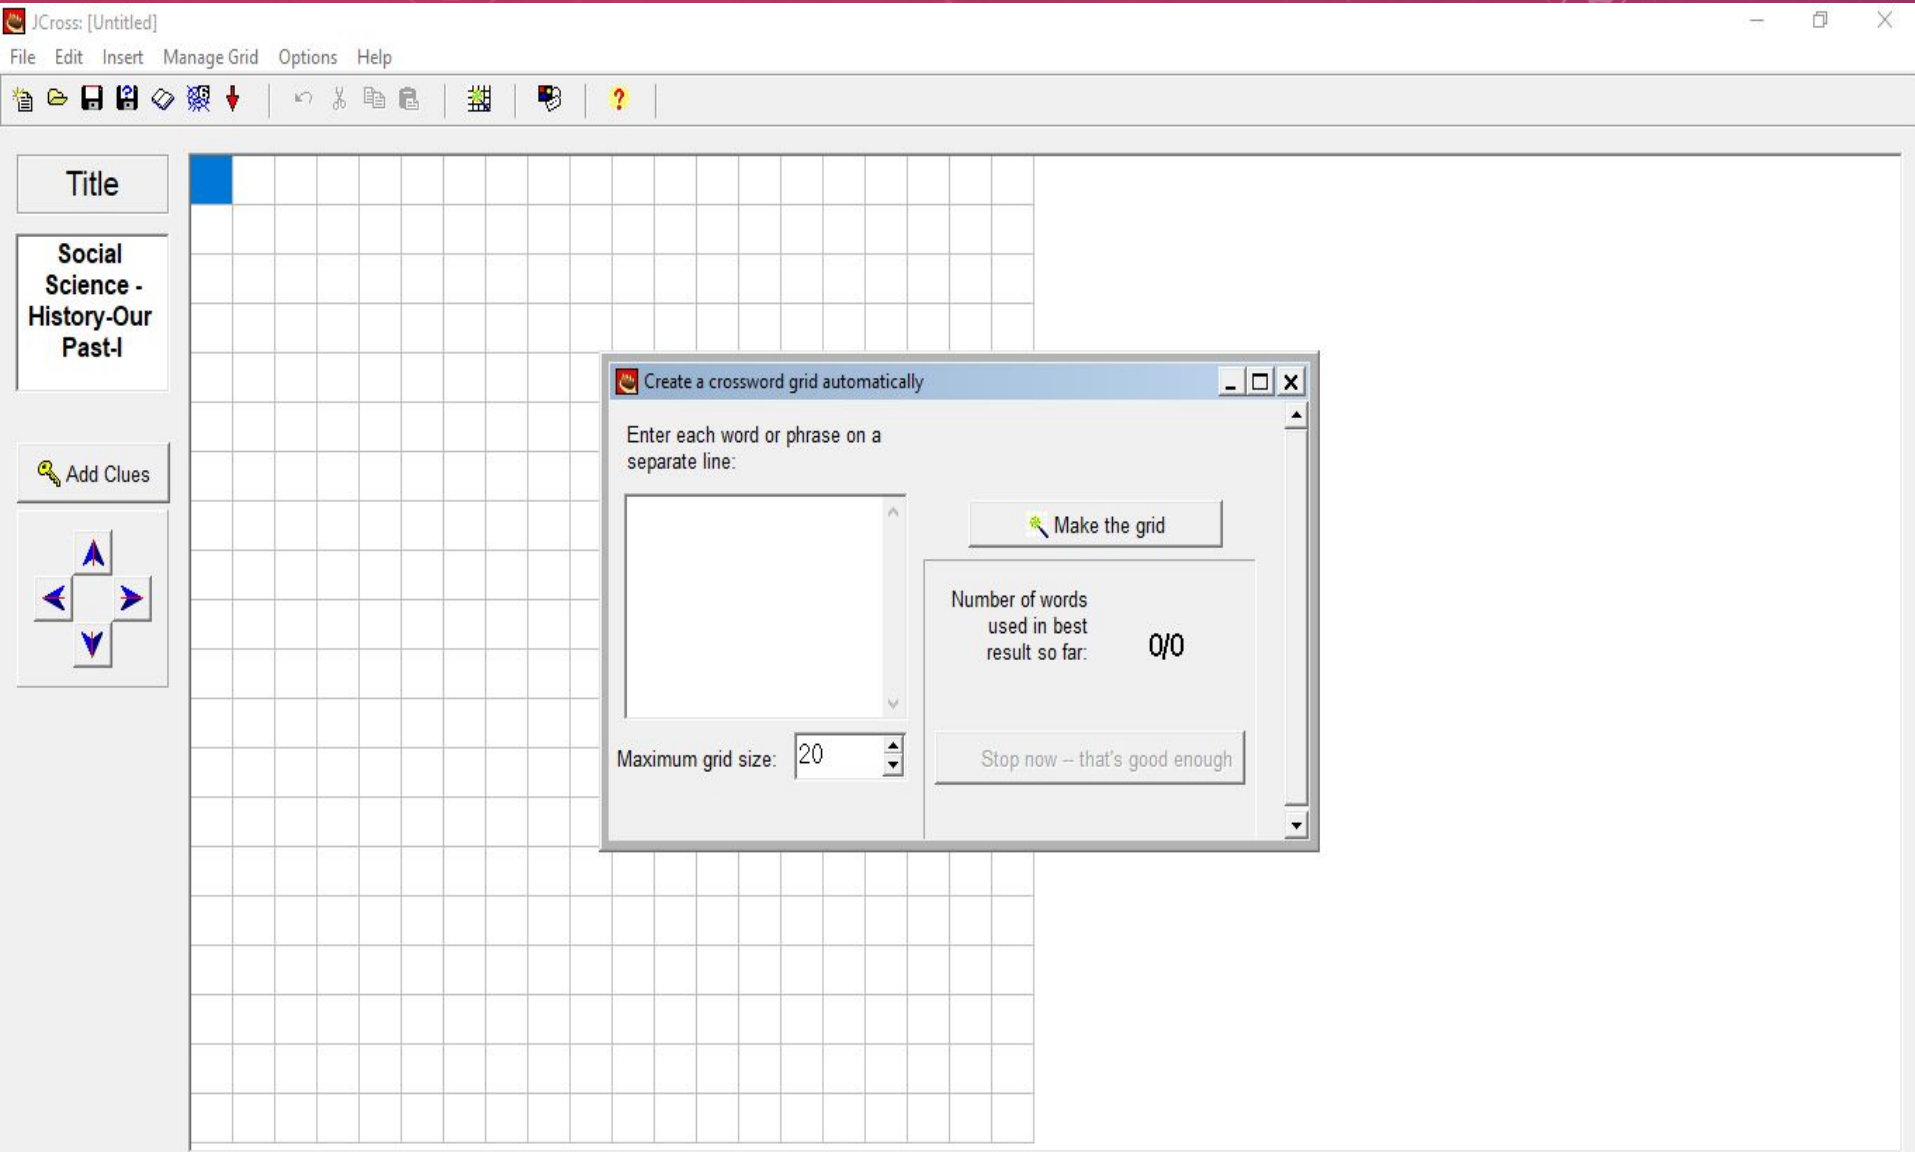 JCross: [Untitled]
File Edit Insert Manage Grid Options Help
Title
Social
Science -
History-Our
Past-I
Add Clues
Create a crossword grid automatically
Enter each word or phrase on a
separate line:
Make the grid
Number of words
used in best
result so far:
0/0
Maximum grid size: 20
Stop now -- that's good enough